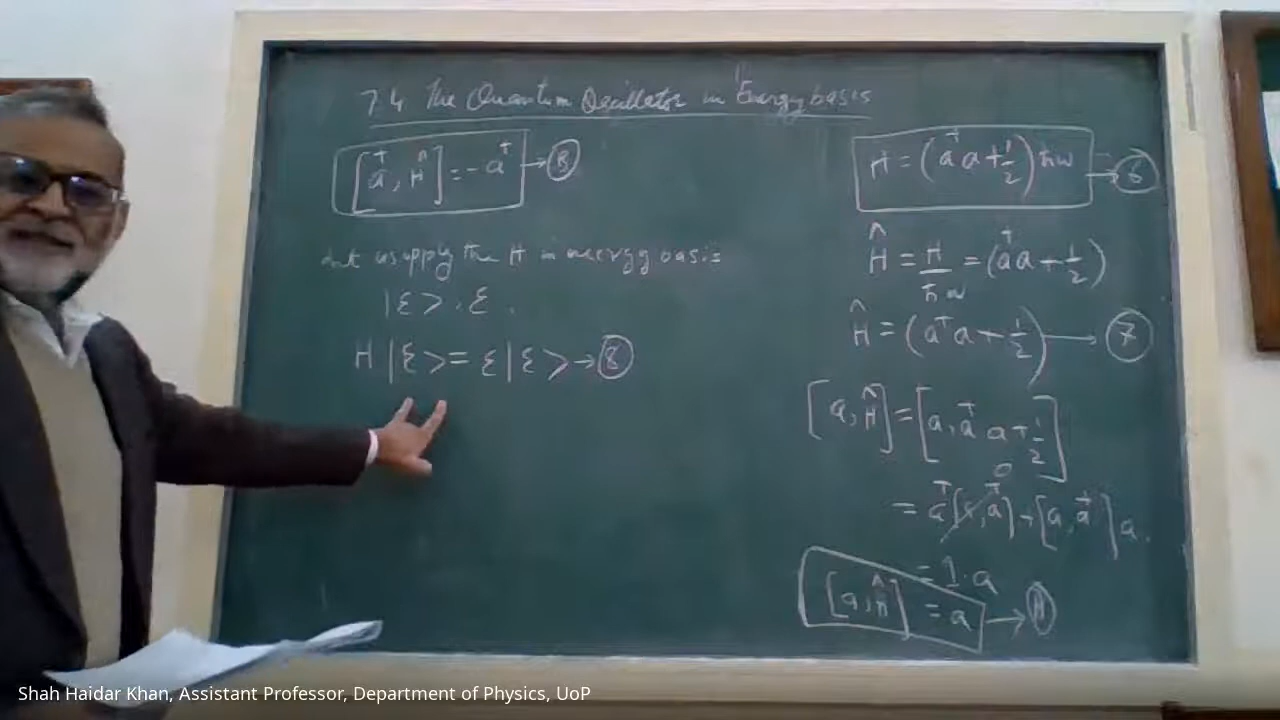 7.4 The Quantum Oscillator in Energy basis
[a†, Ĥ] = - a† → (B)
Let us apply the H in energy basis
|ε> . ε .
H |ε> = ε |ε> → (8)
H = (a† a + 1/2) ħω → (6)
Ĥ = H/ħω = (a† a + 1/2)
Ĥ = (a† a + 1/2) → (7)
[a, Ĥ] = [a, a† a + 1/2]
0
= a† [a, a†] + [a, a†] a .
= 1 . a
[a, Ĥ] = a → (A)
Shah Haidar Khan, Assistant Professor, Department of Physics, UoP